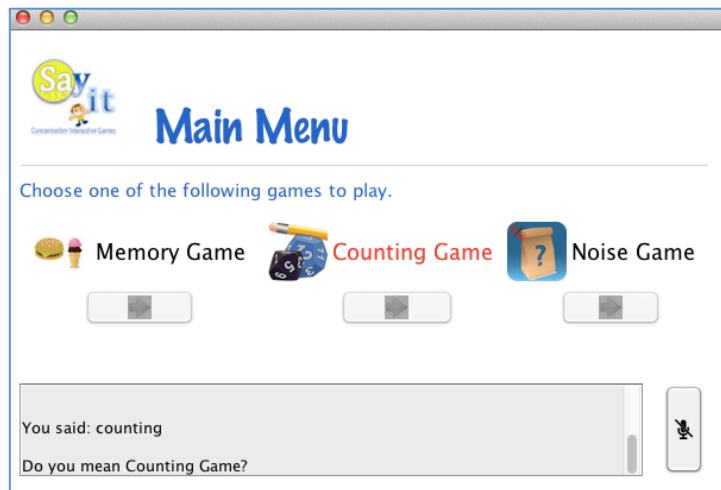 Say it
Concentration Interactive Games
Main Menu
Choose one of the following games to play.
Memory Game
Counting Game
? Noise Game
You said: counting
Do you mean Counting Game?